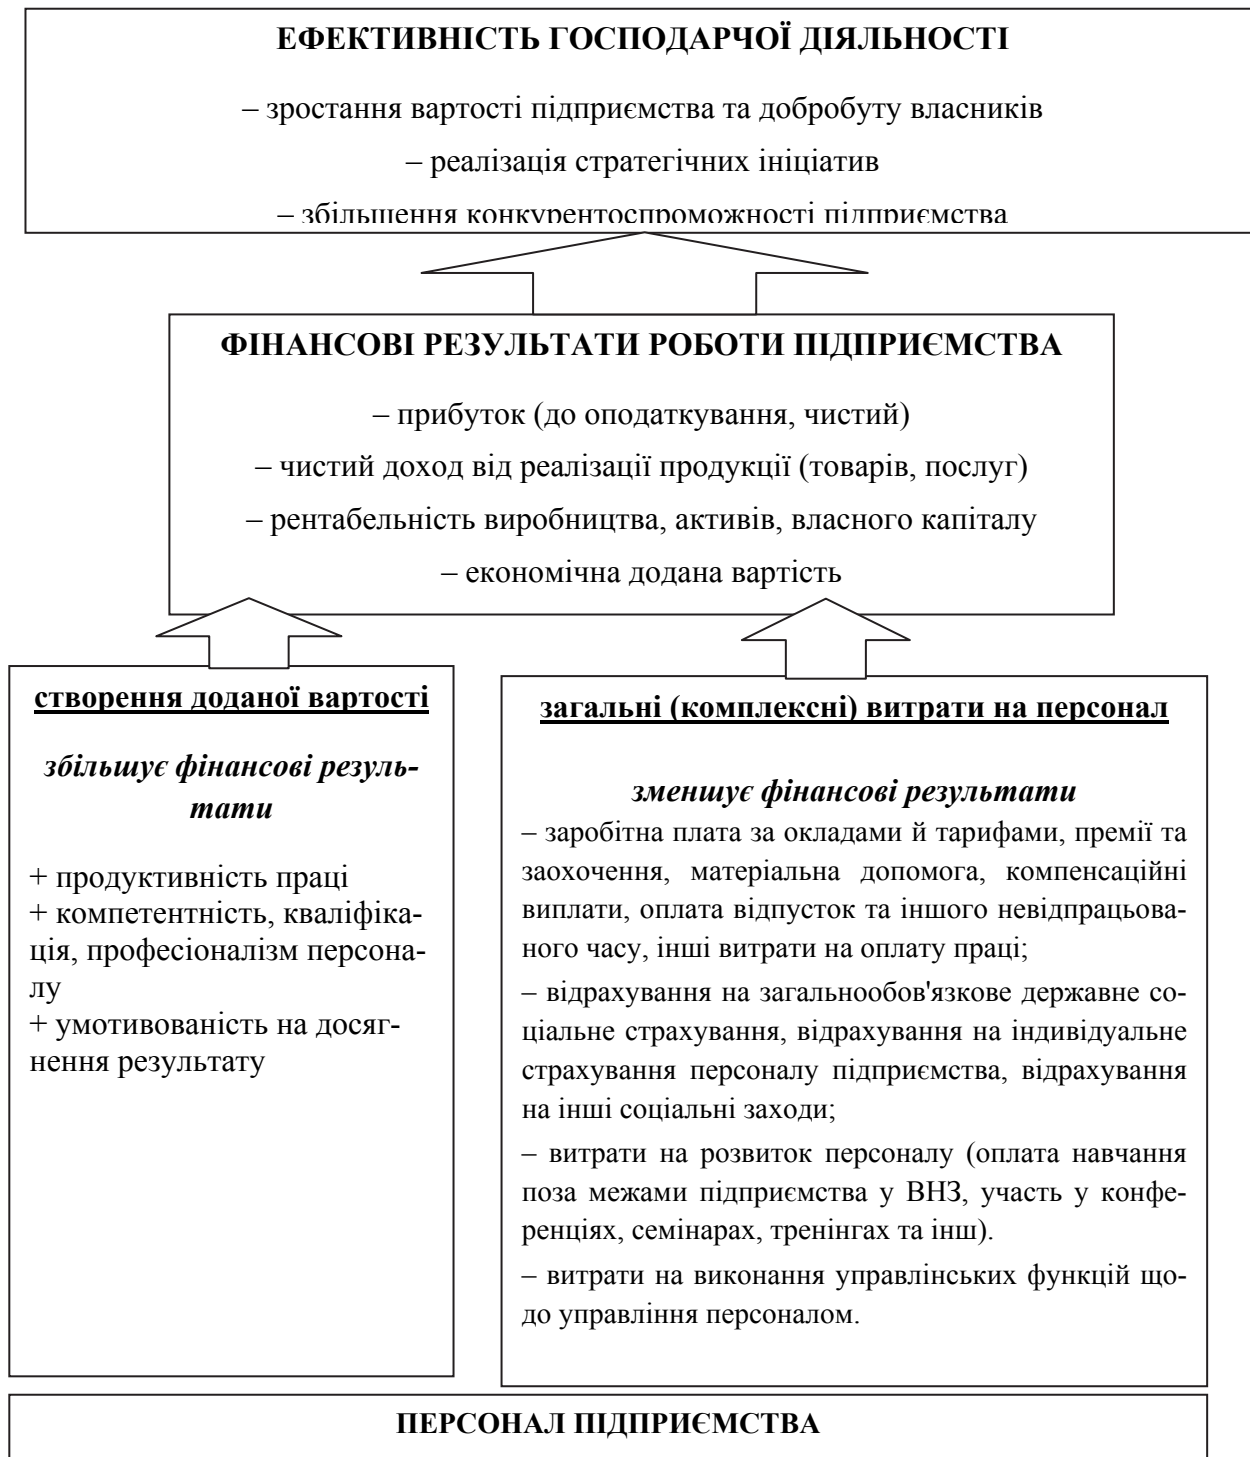 ЕФЕКТИВНІСТЬ ГОСПОДАРЧОЇ ДІЯЛЬНОСТІ
– зростання вартості підприємства та добробуту власників
– реалізація стратегічних ініціатив
– збільшення конкурентоспроможності підприємства
ФІНАНСОВІ РЕЗУЛЬТАТИ РОБОТИ ПІДПРИЄМСТВА
– прибуток (до оподаткування, чистий)
– чистий доход від реалізації продукції (товарів, послуг)
– рентабельність виробництва, активів, власного капіталу
– економічна додана вартість
створення доданої вартості
збільшує фінансові резуль-
тати
+ продуктивність праці
+ компетентність, кваліфіка-
ція, професіоналізм персона-
лу
+ умотивованість на досяг-
нення результату
загальні (комплексні) витрати на персонал
зменшує фінансові результати
– заробітна плата за окладами й тарифами, премії та
заохочення, матеріальна допомога, компенсаційні
виплати, оплата відпусток та іншого невідпрацьова-
ного часу, інші витрати на оплату праці;
– відрахування на загальнообов'язкове державне со-
ціальне страхування, відрахування на індивідуальне
страхування персоналу підприємства, відрахування
на інші соціальні заходи;
– витрати на розвиток персоналу (оплата навчання
поза межами підприємства у ВНЗ, участь у конфе-
ренціях, семінарах, тренінгах та інш).
– витрати на виконання управлінських функцій що-
до управління персоналом.
ПЕРСОНАЛ ПІДПРИЄМСТВА